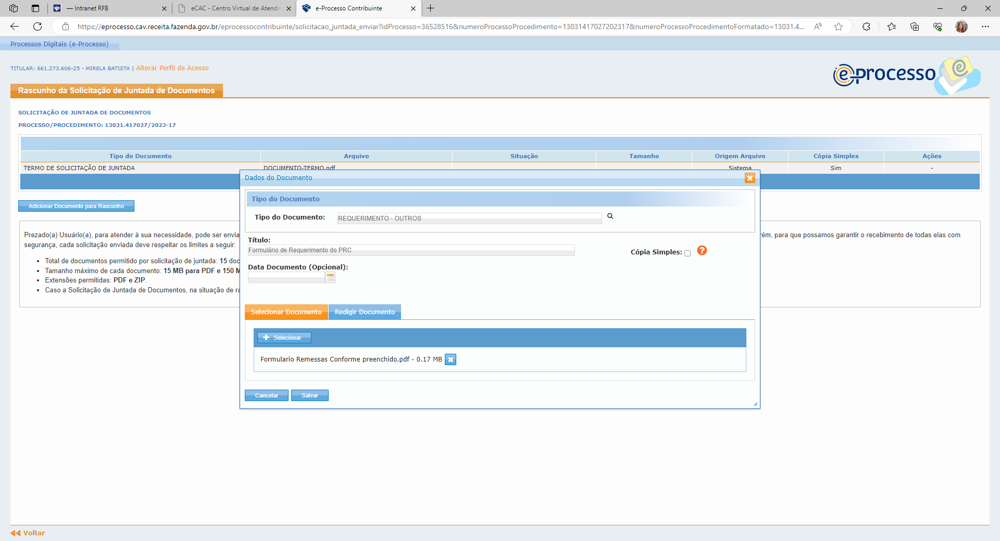 — Intranet RFB
eCAC - Centro Virtual de Atendin
e-Processo Contribuinte
https://eprocesso.cav.receita.fazenda.gov.br/eprocessocontribuinte/solicitacao_juntada_enviar?idProcesso=36528516&numeroProcessoProcedimento=13031417027202317&numeroProcessoProcedimentoFormatado=13031.4...
Processos Digitais (e-Processo)
TITULAR: 661.273.606-25 - MIRELA BATISTA | Alterar Perfil de Acesso
e-processo
Rascunho da Solicitação de Juntada de Documentos
SOLICITAÇÃO DE JUNTADA DE DOCUMENTOS
PROCESSO/PROCEDIMENTO: 13031.417027/2023-17
Tipo do Documento Arquivo Situação Tamanho Origem Arquivo Cópia Simples Ações
TERMO DE SOLICITAÇÃO DE JUNTADA DOCUMENTO-TERMO.pdf Sistema Sim -
Adicionar Documento para Rascunho
Prezado(a) Usuário(a), para atender à sua necessidade, pode ser envia rém, para que possamos garantir o recebimento de todas elas com
segurança, cada solicitação enviada deve respeitar os limites a seguir:
• Total de documentos permitido por solicitação de juntada: 15 doc
• Tamanho máximo de cada documento: 15 MB para PDF e 150 M
• Extensões permitidas: PDF e ZIP.
• Caso a Solicitação de Juntada de Documentos, na situação de ra
Dados do Documento
Tipo do Documento
Tipo do Documento: REQUERIMENTO - OUTROS
Título:
Formulário de Requerimento do PRC
Cópia Simples: ?
Data Documento (Opcional):
Selecionar Documento Redigir Documento
Selecionar
Formulario Remessas Conforme preenchido.pdf - 0.17 MB
Cancelar Salvar
Voltar